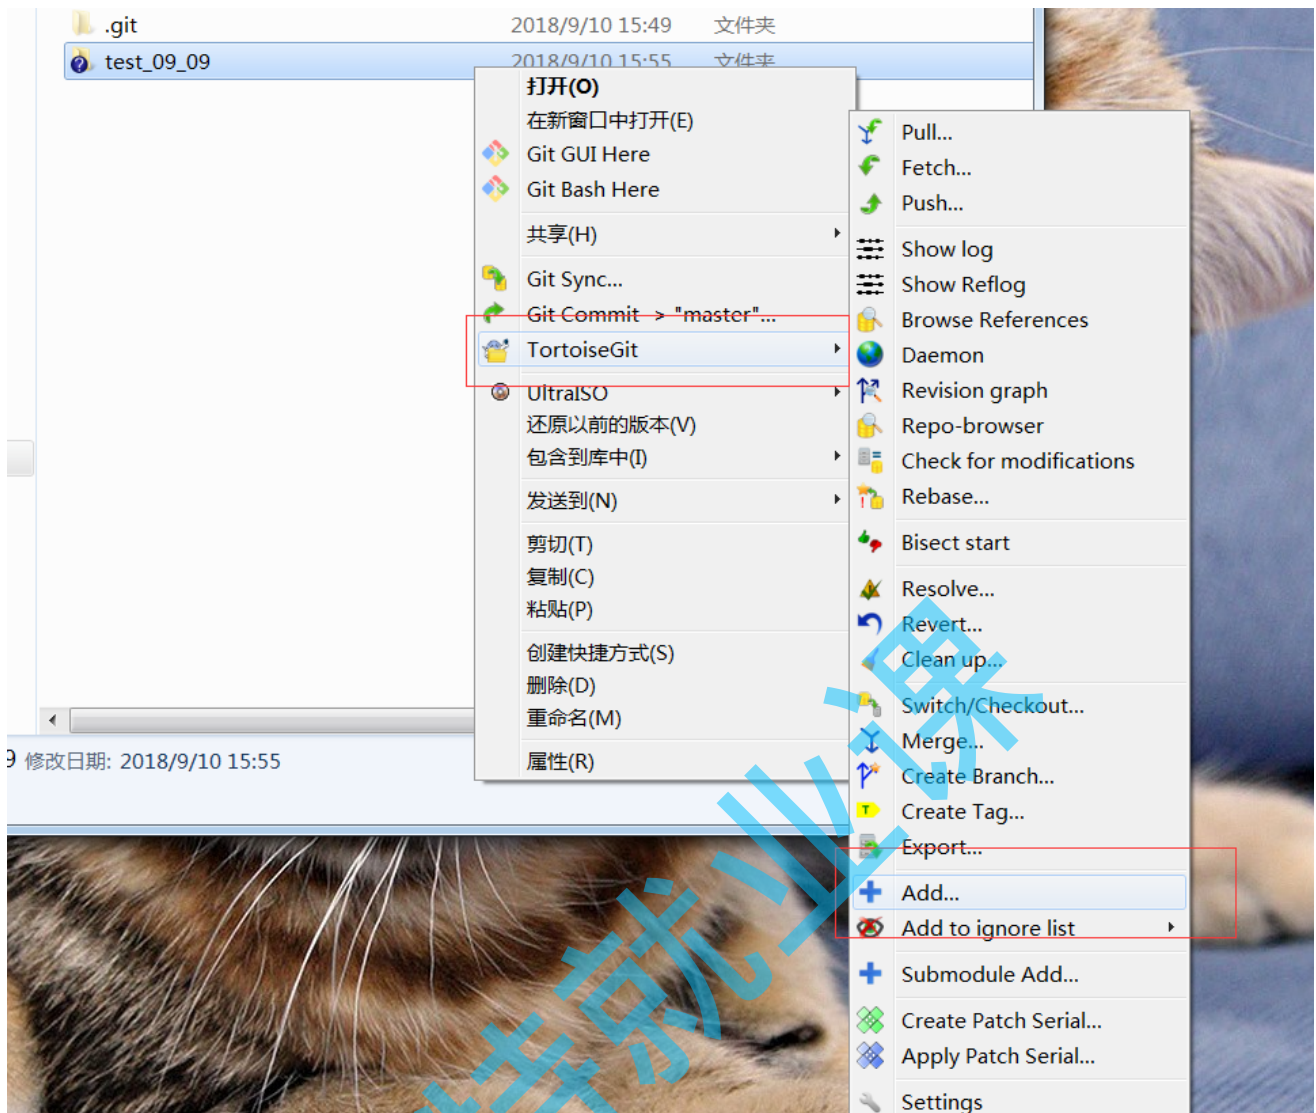 .git 2018/9/10 15:49 文件夹
test_09_09 2018/9/10 15:55 文件夹
打开(O)
在新窗口中打开(E)
Git GUI Here
Git Bash Here
共享(H)
Git Sync...
Git Commit -> "master"...
TortoiseGit
UltraISO
还原以前的版本(V)
包含到库中(I)
发送到(N)
剪切(T)
复制(C)
粘贴(P)
创建快捷方式(S)
删除(D)
重命名(M)
属性(R)
Pull...
Fetch...
Push...
Show log
Show Reflog
Browse References
Daemon
Revision graph
Repo-browser
Check for modifications
Rebase...
Bisect start
Resolve...
Revert...
Clean up...
Switch/Checkout...
Merge...
Create Branch...
Create Tag...
Export...
Add...
Add to ignore list
Submodule Add...
Create Patch Serial...
Apply Patch Serial...
Settings
9 修改日期: 2018/9/10 15:55
特就业课